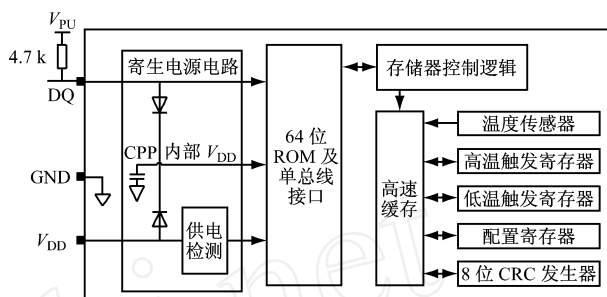 V_PU
4.7 k
DQ
GND
V_DD
寄生电源电路
CPP
内部 V_DD
供电
检测
64 位
ROM 及
单总线
接口
存储器控制逻辑
高速
缓存
温度传感器
高温触发寄存器
低温触发寄存器
配置寄存器
8 位 CRC 发生器